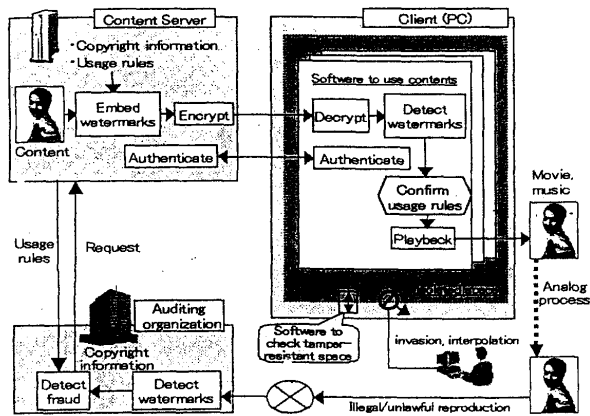 Content Server
• Copyright information
• Usage rules
Content
Embed
watermarks
Encrypt
Authenticate
Client (PC)
Software to use contents
Decrypt
Detect
watermarks
Authenticate
Confirm
usage rules
Playback
Movie,
music
Analog
process
Usage
rules
Request
Auditing
organization
Copyright
information
Detect
fraud
Detect
watermarks
Software to
check tamper-
resistant space
invasion, interpolation
Illegal/unlawful reproduction